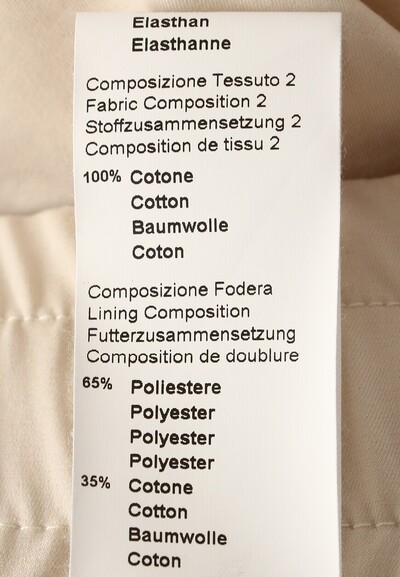 Elasthan
Elasthanne
Composizione Tessuto 2
Fabric Composition 2
Stoffzusammensetzung 2
Composition de tissu 2
100% Cotone
Cotton
Baumwolle
Coton
Composizione Fodera
Lining Composition
Futterzusammensetzung
Composition de doublure
65% Poliestere
Polyester
Polyester
Polyester
35% Cotone
Cotton
Baumwolle
Coton